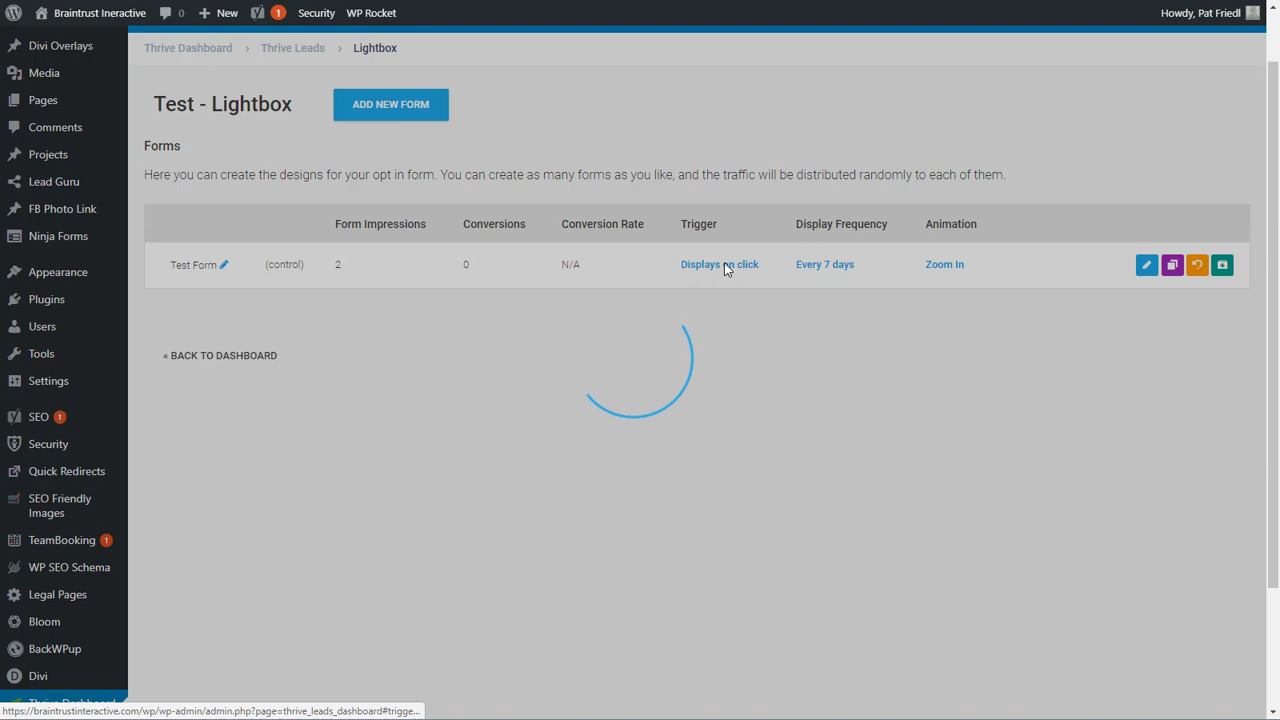 Braintrust Ineractive
0
New
1
Security
WP Rocket
Howdy, Pat Friedl
Divi Overlays
Media
Pages
Comments
Projects
Lead Guru
FB Photo Link
Ninja Forms
Appearance
Plugins
Users
Tools
Settings
SEO 1
Security
Quick Redirects
SEO Friendly
Images
TeamBooking 1
WP SEO Schema
Legal Pages
Bloom
BackWPup
Divi
Thrive Dashboard
Thrive Dashboard › Thrive Leads › Lightbox
Test - Lightbox
ADD NEW FORM
Forms
Here you can create the designs for your opt in form. You can create as many forms as you like, and the traffic will be distributed randomly to each of them.
Form Impressions Conversions Conversion Rate Trigger Display Frequency Animation
Test Form (control) 2 0 N/A Displays on click Every 7 days Zoom In
« BACK TO DASHBOARD
https://braintrustinteractive.com/wp/wp-admin/admin.php?page=thrive_leads_dashboard#trigge...